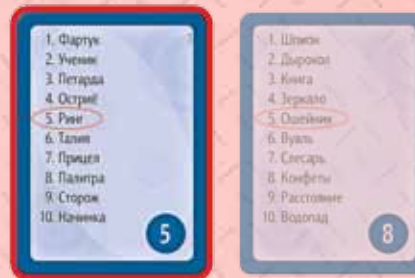 1. Фартук
2. Ученик
3. Петарда
4. Остриё
5. Ринг
6. Талия
7. Прицел
8. Палитра
9. Сторож
10. Начинка
5
1. Шпион
2. Дырокол
3. Книга
4. Зеркало
5. Ошейник
6. Вуаль
7. Слесарь
8. Конфеты
9. Расстояние
10. Водопад
8